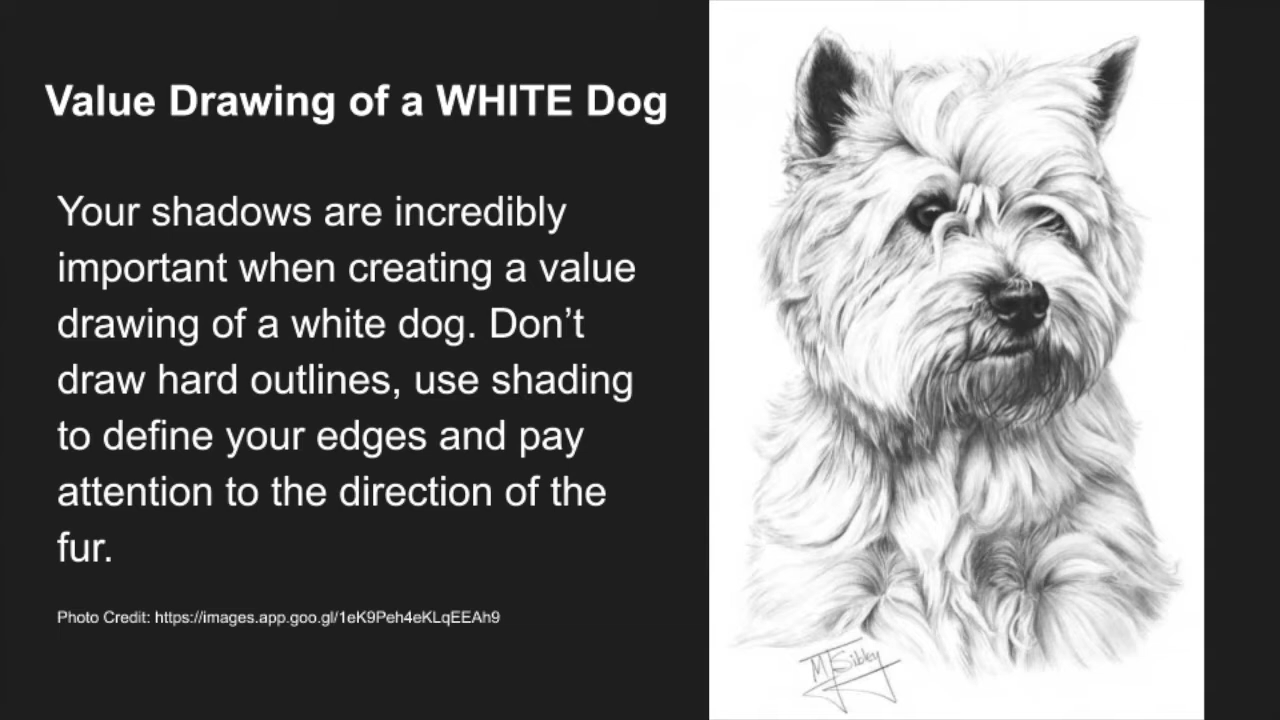 Value Drawing of a WHITE Dog
Your shadows are incredibly
important when creating a value
drawing of a white dog. Don’t
draw hard outlines, use shading
to define your edges and pay
attention to the direction of the
fur.
Photo Credit: https://images.app.goo.gl/1eK9Peh4eKLqEEAh9
M Sibley